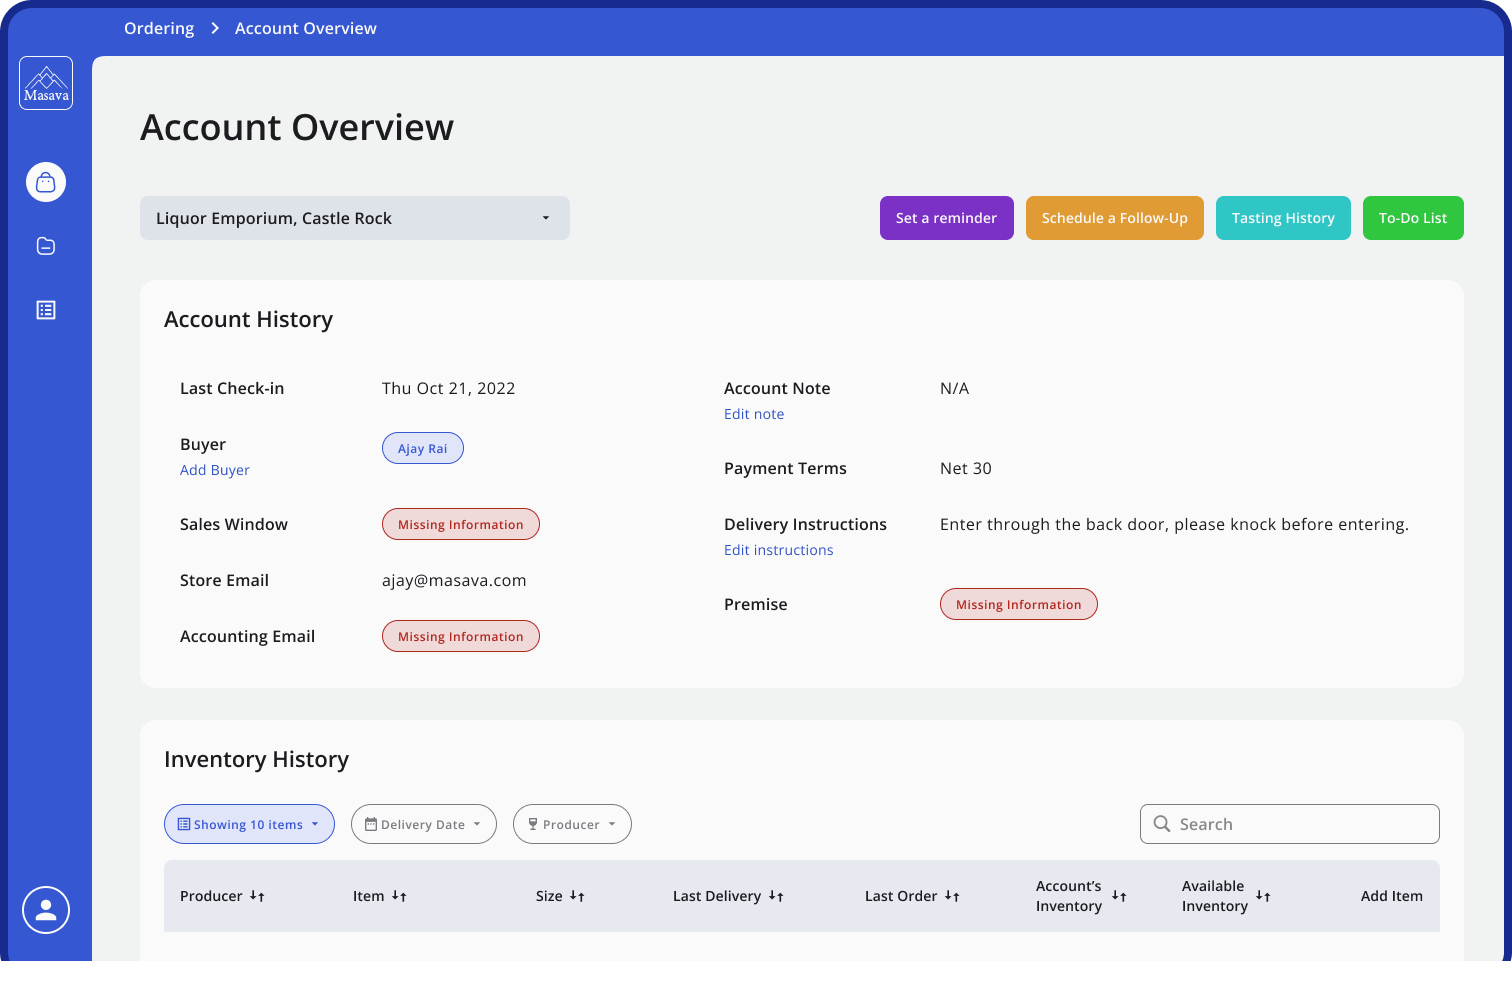 Ordering > Account Overview
Masava
Account Overview
Liquor Emporium, Castle Rock
Set a reminder
Schedule a Follow-Up
Tasting History
To-Do List
Account History
Last Check-in
Thu Oct 21, 2022
Buyer
Add Buyer
Ajay Rai
Sales Window
Missing Information
Store Email
ajay@masava.com
Accounting Email
Missing Information
Account Note
Edit note
N/A
Payment Terms
Net 30
Delivery Instructions
Edit instructions
Enter through the back door, please knock before entering.
Premise
Missing Information
Inventory History
Showing 10 items
Delivery Date
Producer
Search
Producer
Item
Size
Last Delivery
Last Order
Account’s
Inventory
Available
Inventory
Add Item